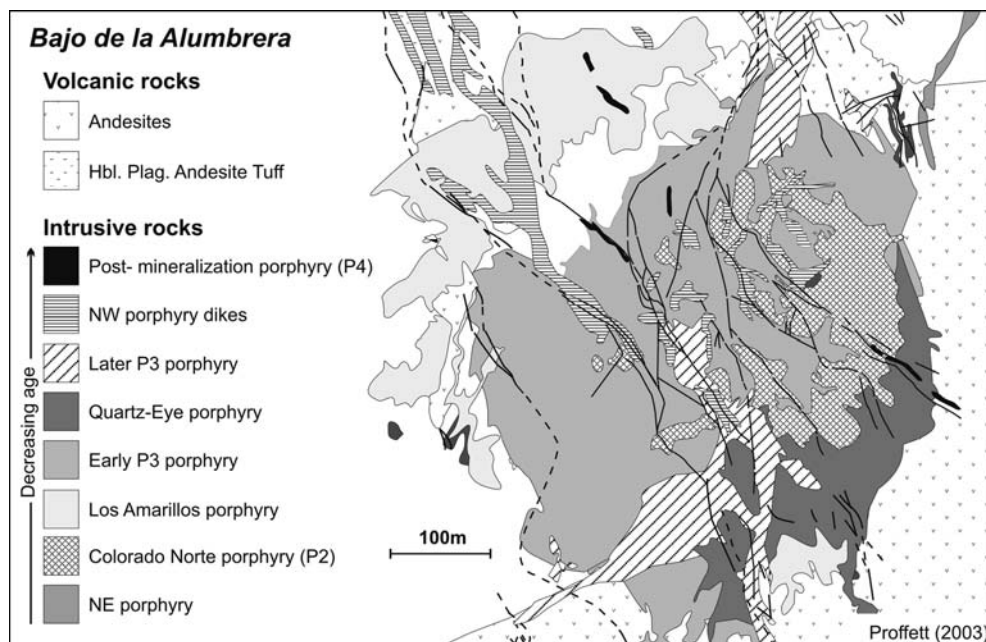 Bajo de la Alumbrera
Volcanic rocks
Andesites
Hbl. Plag. Andesite Tuff
Intrusive rocks
Decreasing age
Post- mineralization porphyry (P4)
NW porphyry dikes
Later P3 porphyry
Quartz-Eye porphyry
Early P3 porphyry
Los Amarillos porphyry
Colorado Norte porphyry (P2)
NE porphyry
100m
Proffett (2003)